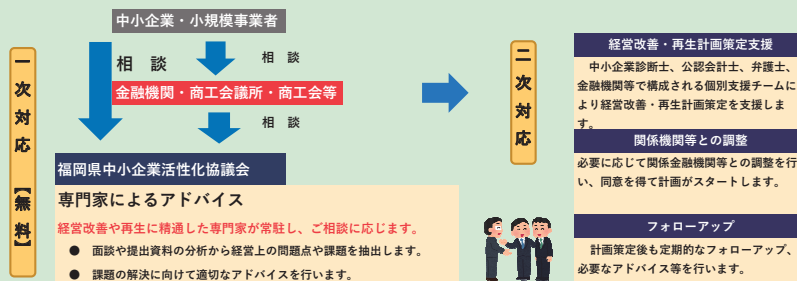 一次対応 【無料】
中小企業・小規模事業者
相 談
相 談
金融機関・商工会議所・商工会等
相 談
福岡県中小企業活性化協議会
専門家によるアドバイス
経営改善や再生に精通した専門家が常駐し、ご相談に応じます。
● 面談や提出資料の分析から経営上の問題点や課題を抽出します。
● 課題の解決に向けて適切なアドバイスを行います。
二次対応
経営改善・再生計画策定支援
中小企業診断士、公認会計士、弁護士、
金融機関等で構成される個別支援チームに
より経営改善・再生計画策定を支援しま
す。
関係機関等との調整
必要に応じて関係金融機関等との調整を行
い、同意を得て計画がスタートします。
フォローアップ
計画策定後も定期的なフォローアップ、
必要なアドバイス等を行います。